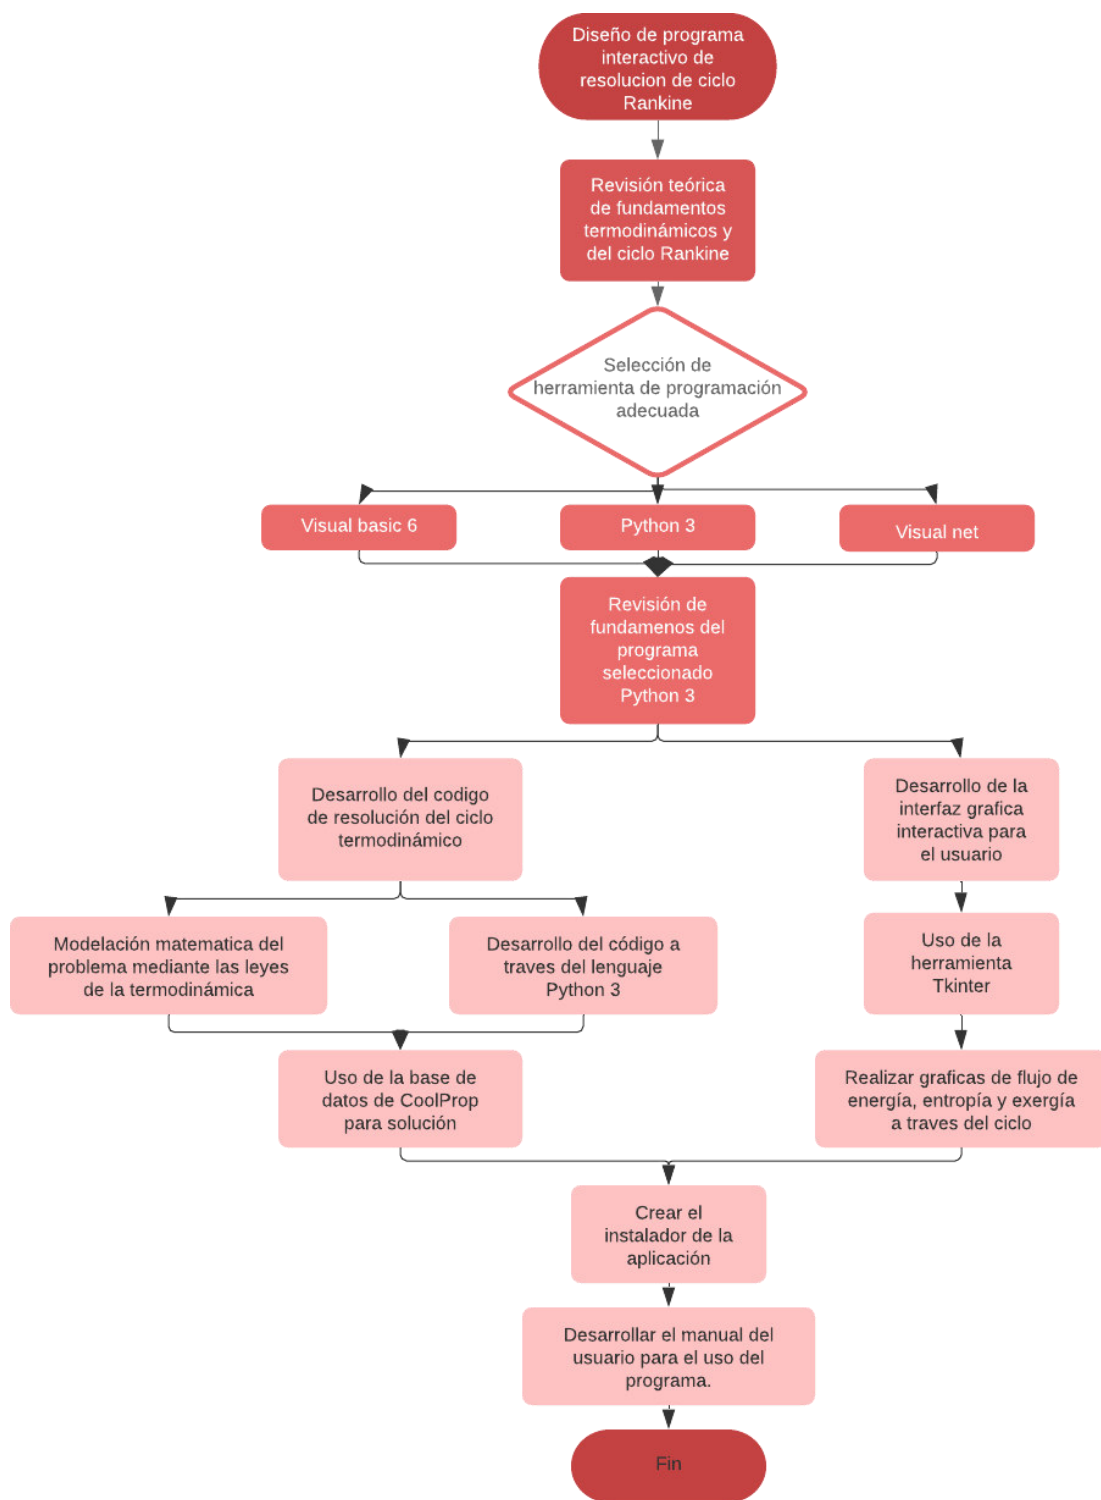 Diseño de programa
interactivo de
resolucion de ciclo
Rankine
Revisión teórica
de fundamentos
termodinámicos y
del ciclo Rankine
Selección de
herramienta de programación
adecuada
Visual basic 6
Python 3
Visual net
Revisión de
fundamenos del
programa
seleccionado
Python 3
Desarrollo del codigo
de resolución del ciclo
termodinámico
Desarrollo de la
interfaz grafica
interactiva para
el usuario
Modelación matematica del
problema mediante las leyes
de la termodinámica
Desarrollo del código a
traves del lenguaje
Python 3
Uso de la
herramienta
Tkinter
Uso de la base de
datos de CoolProp
para solución
Realizar graficas de flujo de
energía, entropía y exergía
a traves del ciclo
Crear el
instalador de la
aplicación
Desarrollar el manual del
usuario para el uso del
programa.
Fin